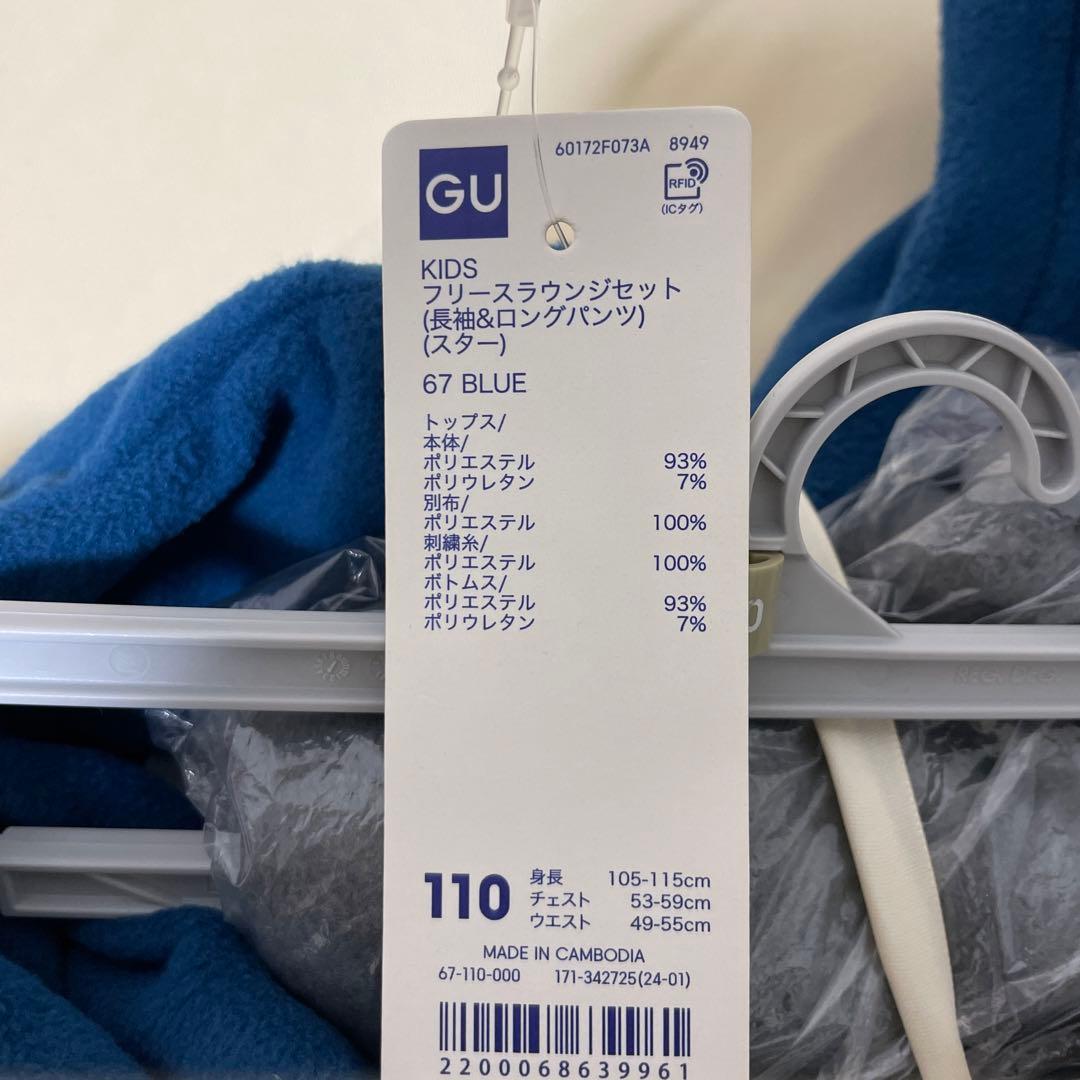 60172F073A 8949
GU
RFID
(ICタグ)
KIDS
フリースラウンジセット
(長袖&ロングパンツ)
(スター)
67 BLUE
トップス/
本体/
ポリエステル 93%
ポリウレタン 7%
別布/
ポリエステル 100%
刺繍糸/
ポリエステル 100%
ボトムス/
ポリエステル 93%
ポリウレタン 7%
110
身長 105-115cm
チェスト 53-59cm
ウエスト 49-55cm
MADE IN CAMBODIA
67-110-000 171-342725(24-01)
2200068639961
REG. DEG.